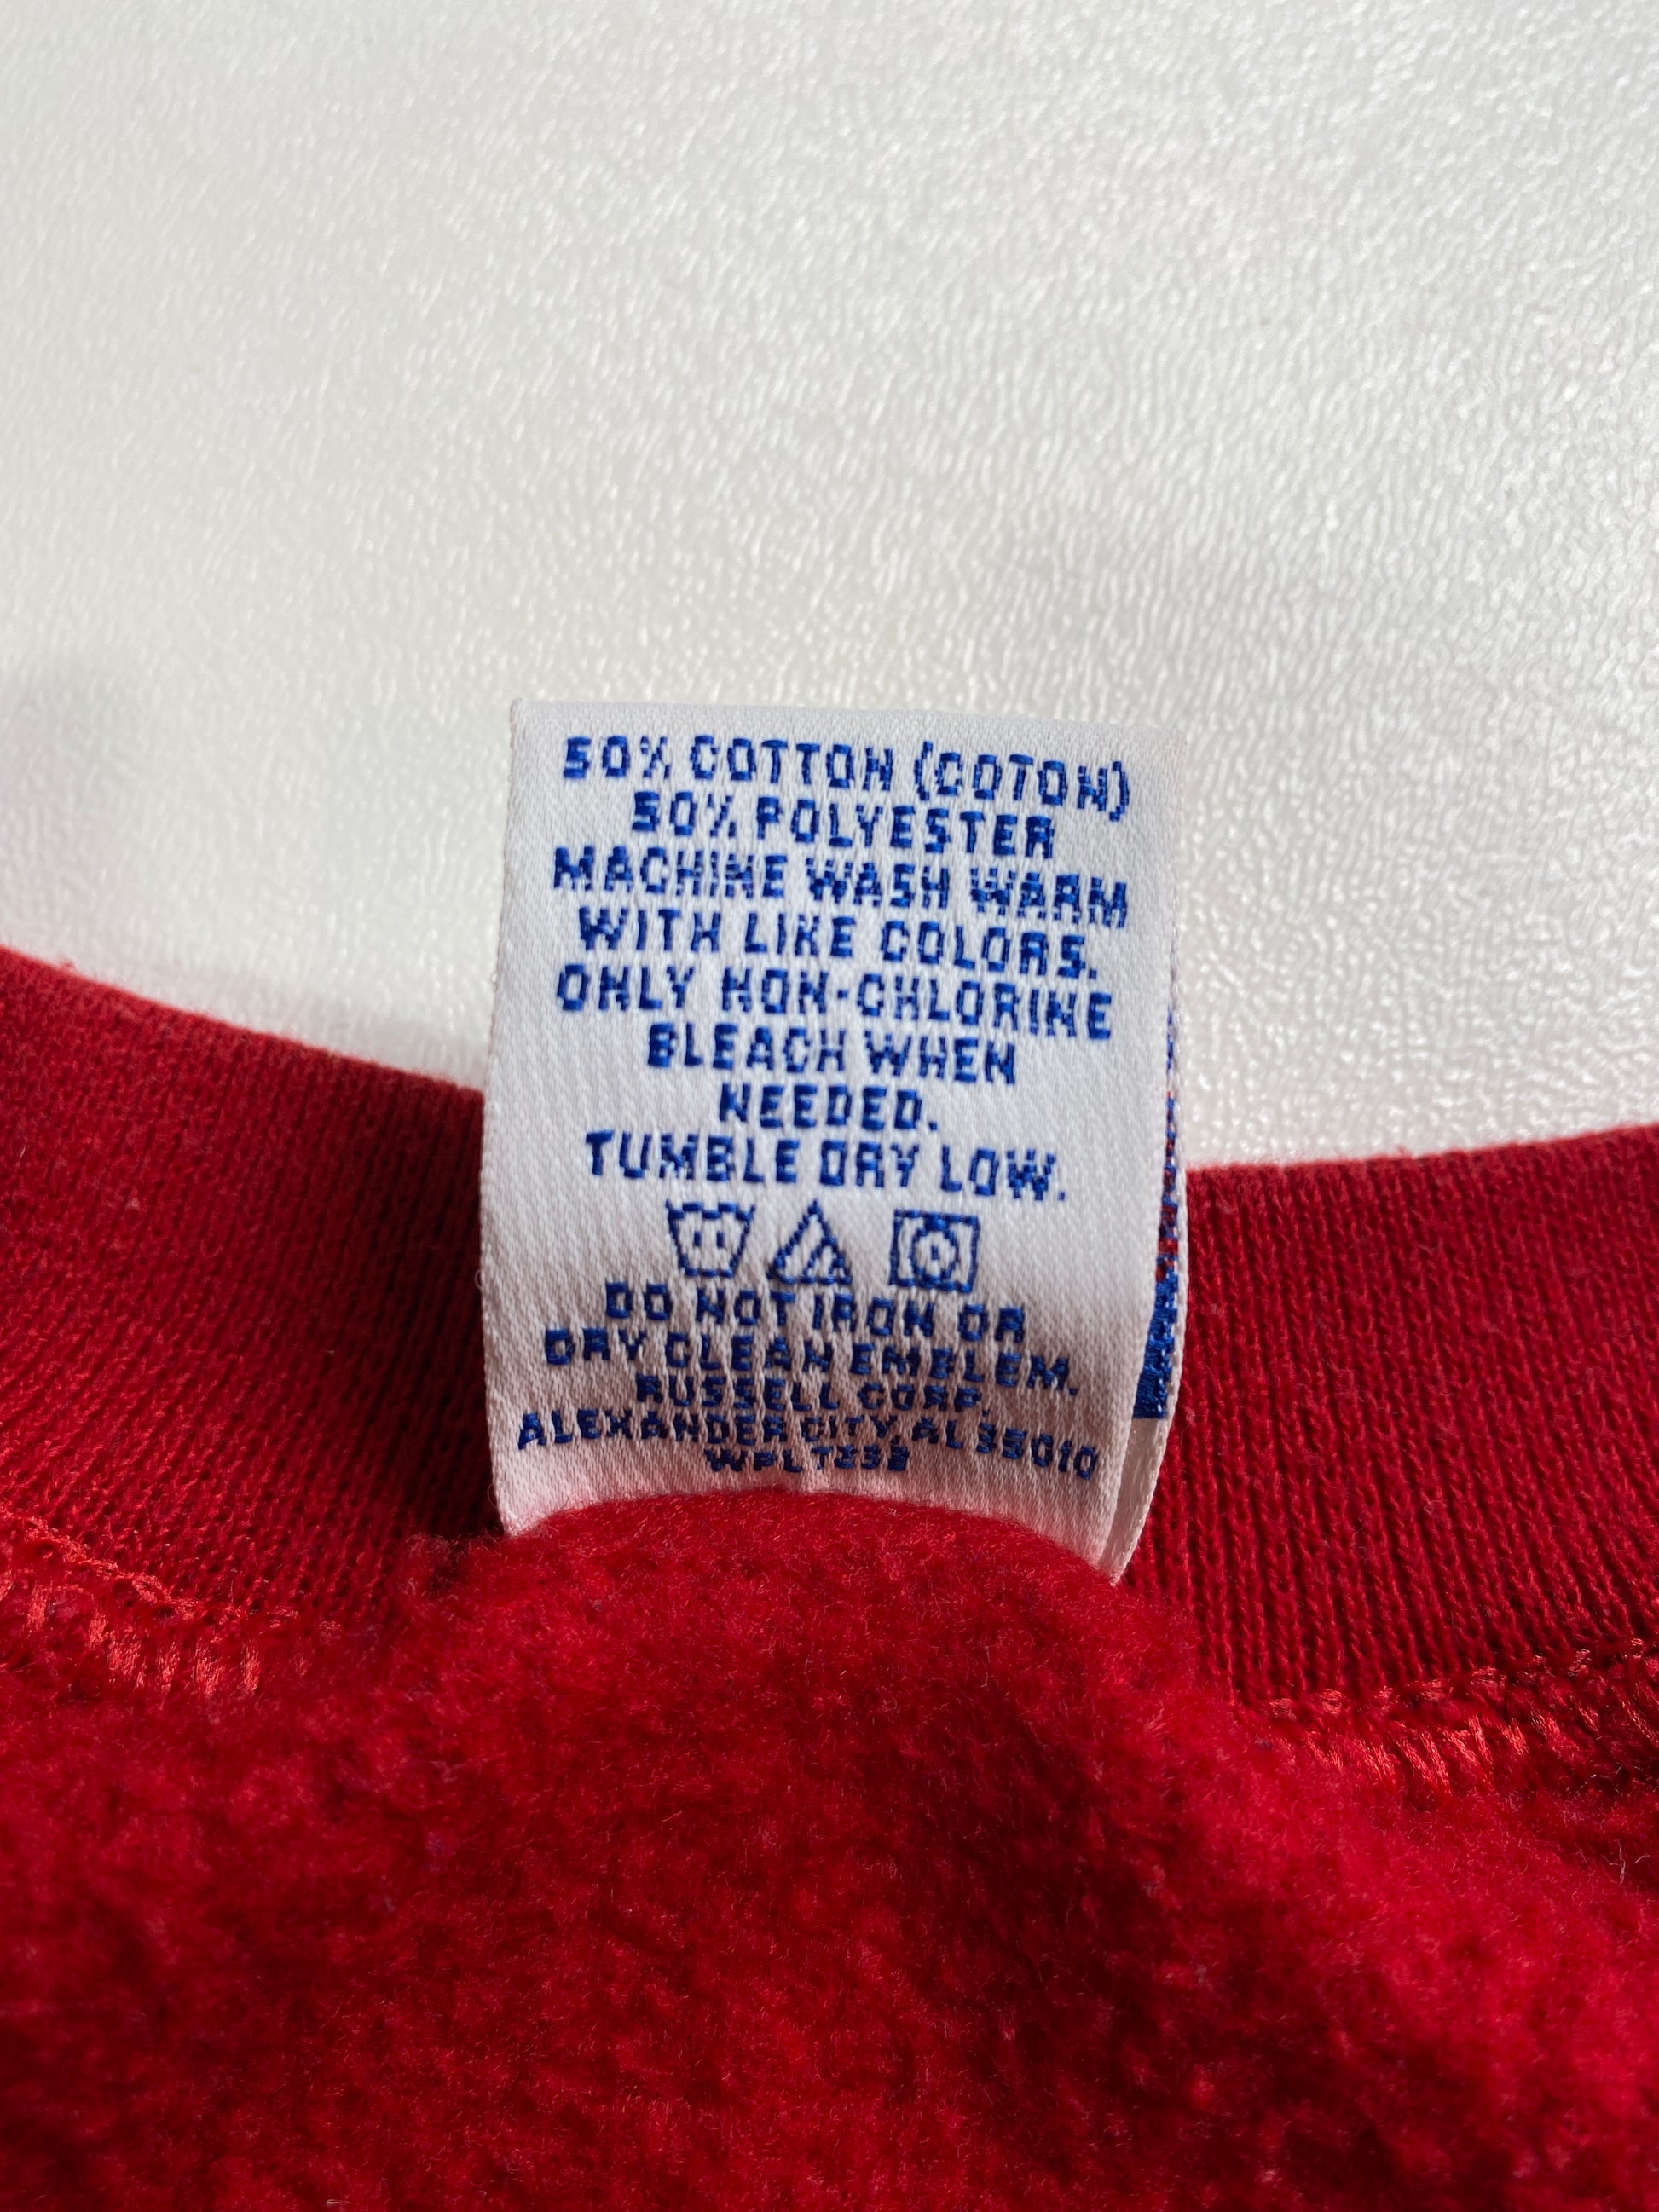 50% COTTON (COTON)
50% POLYESTER
MACHINE WASH WARM
WITH LIKE COLORS.
ONLY NON-CHLORINE
BLEACH WHEN
NEEDED.
TUMBLE DRY LOW.
DO NOT IRON OR
DRY CLEAN EMBLEM.
RUSSELL CORP.
ALEXANDER CITY, AL 35010